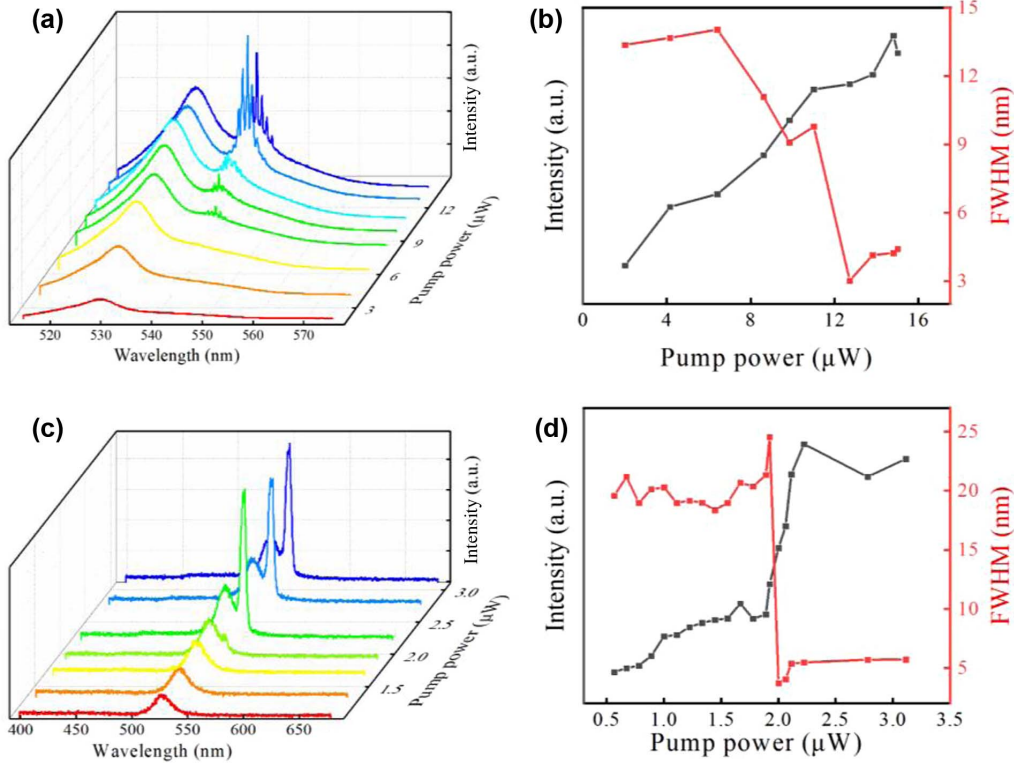 (a)
Intensity (a.u.)
12
9
6
3
Pump power (μW)
520 530 540 550 560 570
Wavelength (nm)
(b)
15
12
9
6
3
Intensity (a.u.)
FWHM (nm)
0 4 8 12 16
Pump power (μW)
(c)
Intensity (a.u.)
3.0
2.5
2.0
1.5
Pump power (μW)
400 450 500 550 600 650
Wavelength (nm)
(d)
25
20
15
10
5
Intensity (a.u.)
FWHM (nm)
0.5 1.0 1.5 2.0 2.5 3.0 3.5
Pump power (μW)